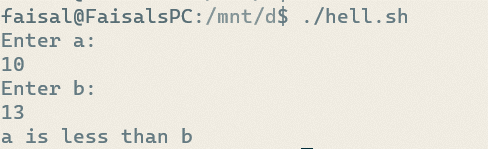 faisal@FaisalsPC:/mnt/d$ ./hell.sh
Enter a:
10
Enter b:
13
a is less than b